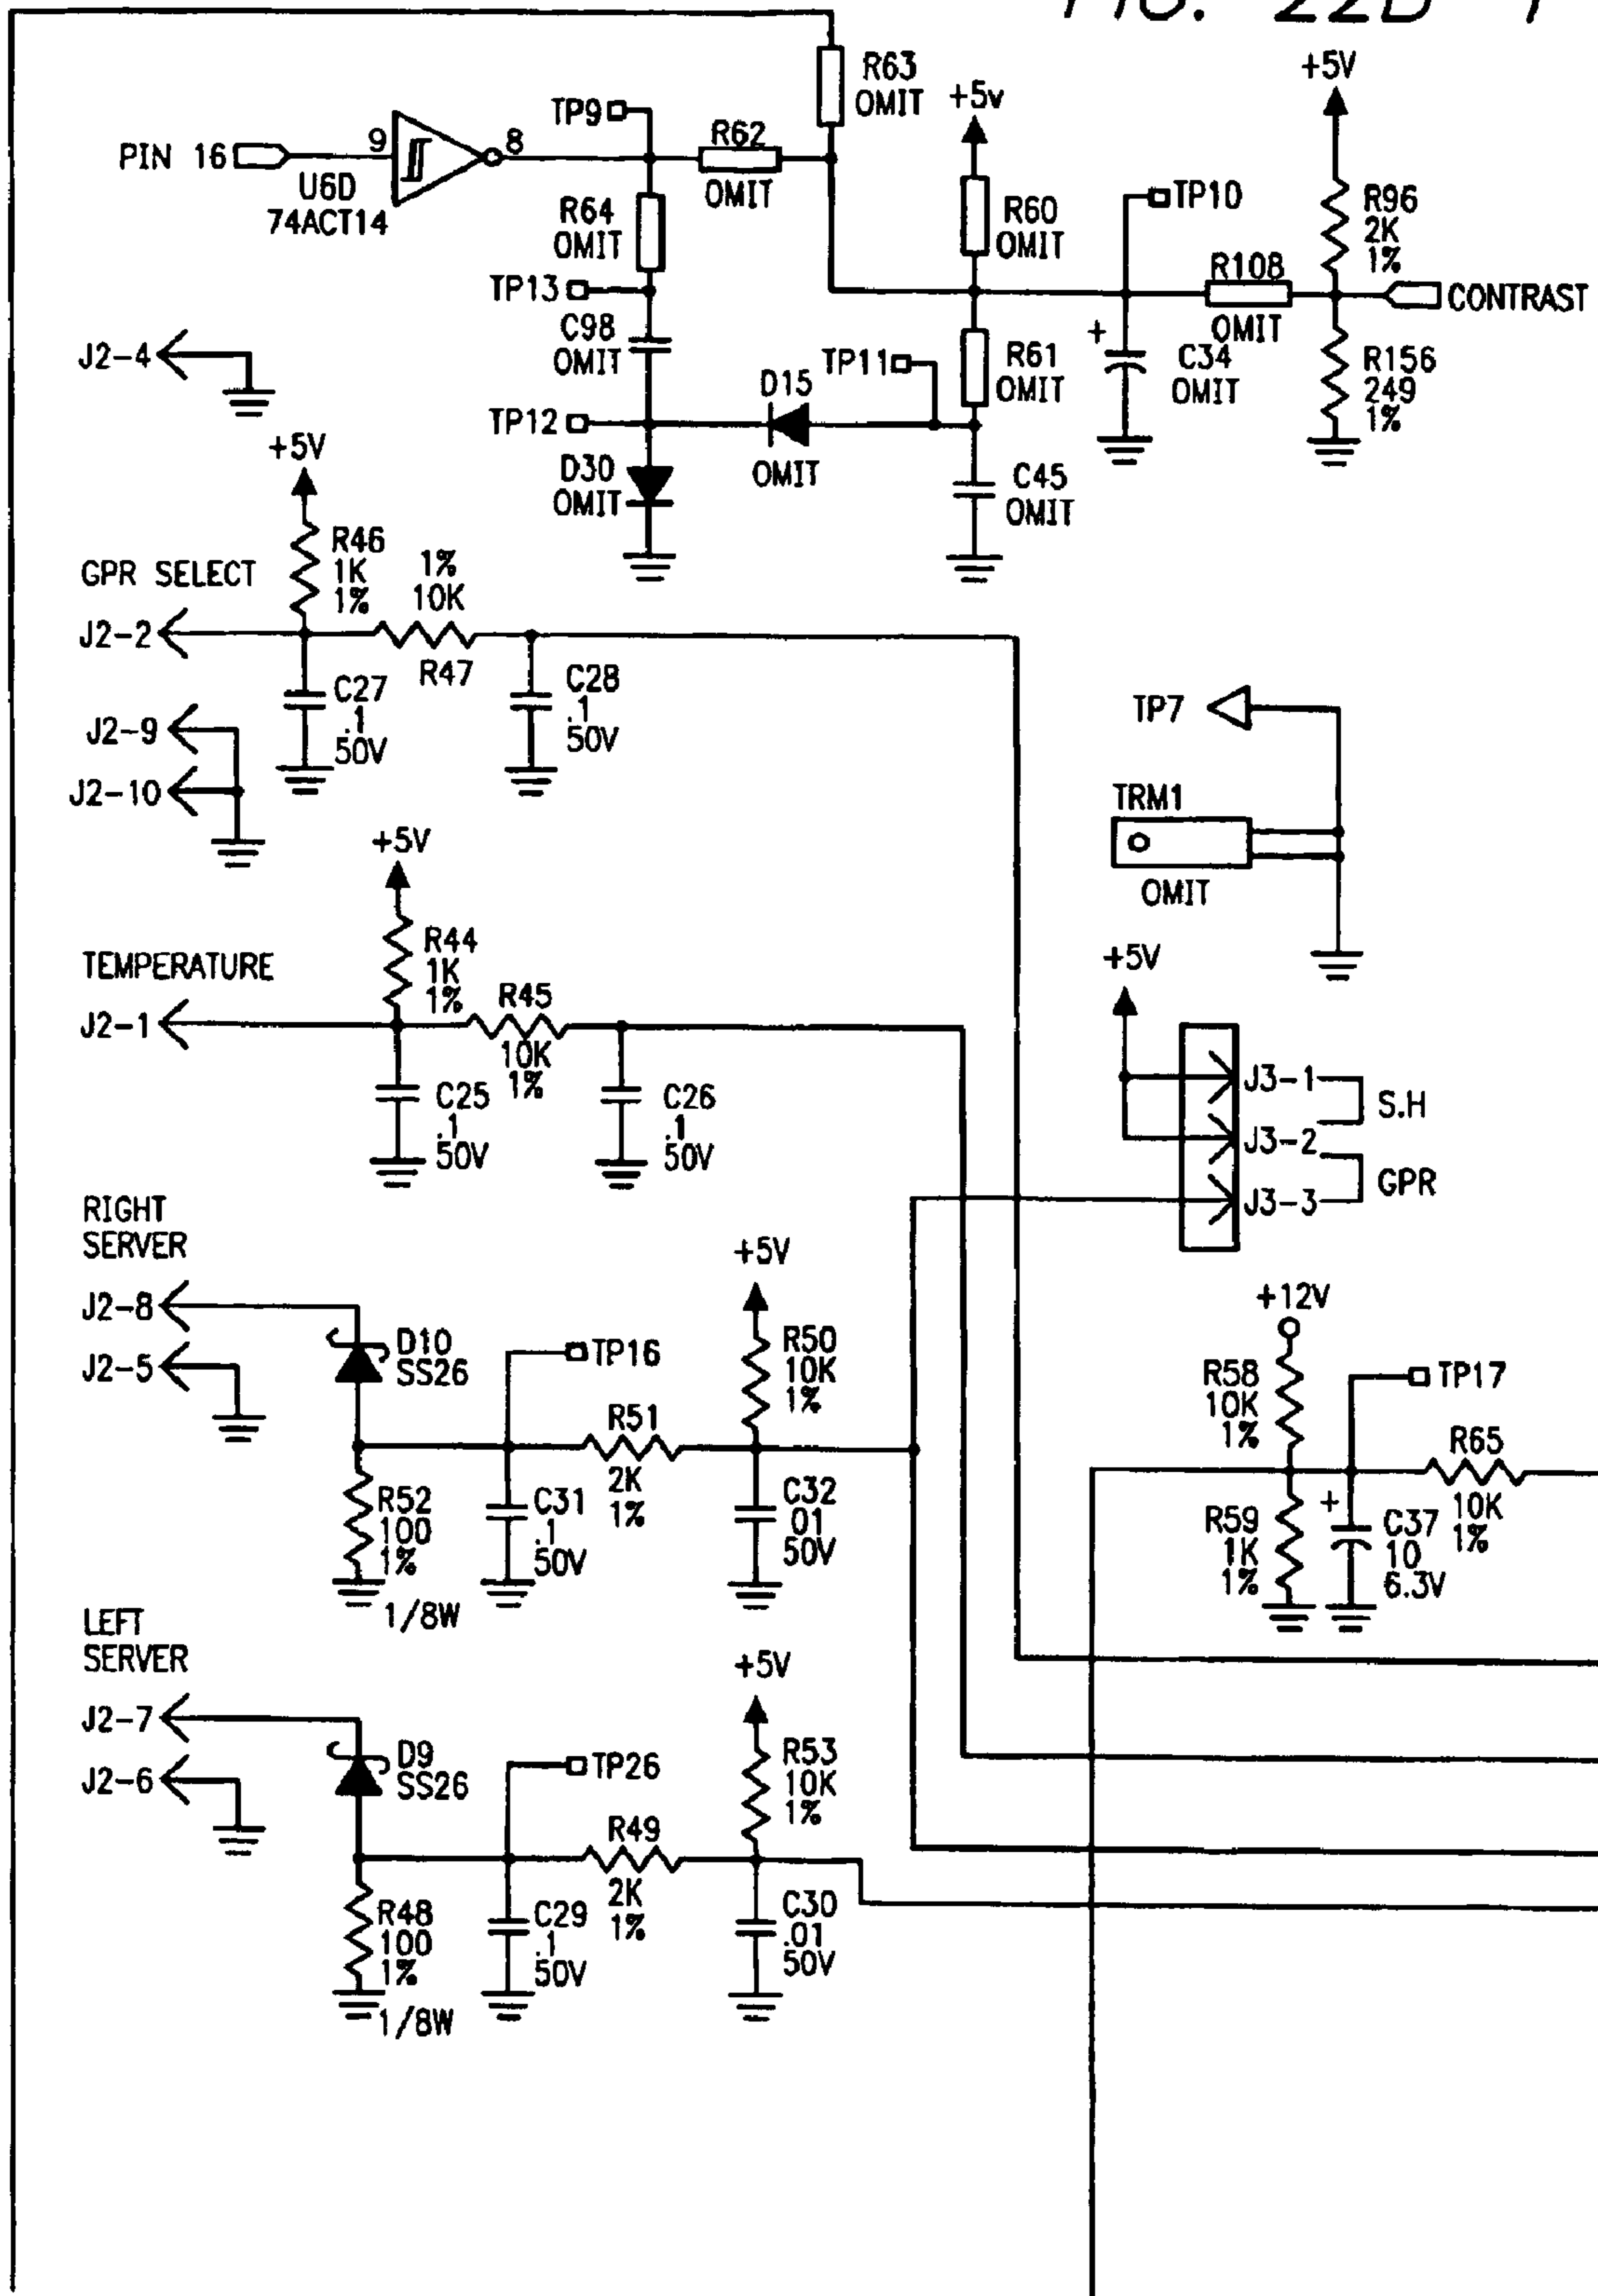 R63
OMIT
+5v
+5V
TP9
R62
OMIT
PIN 16
9
8
U6D
74ACT14
R64
OMIT
R60
OMIT
TP10
R96
2K
1%
TP13
R108
OMIT
CONTRAST
C98
OMIT
J2-4
TP11
R61
OMIT
+
C34
OMIT
R156
249
1%
D15
OMIT
TP12
D30
OMIT
C45
OMIT
+5V
R46
1K
1%
1%
10K
R47
GPR SELECT
J2-2
C27
.1
50V
C28
.1
50V
J2-9
J2-10
TP7
TRM1
OMIT
+5V
TEMPERATURE
J2-1
R44
1K
1%
R45
10K
1%
C25
.1
50V
C26
.1
50V
+5V
J3-1
S.H
J3-2
GPR
J3-3
RIGHT
SERVER
J2-8
J2-5
D10
SS26
TP16
+5V
R50
10K
1%
R51
2K
1%
R52
100
1%
1/8W
C31
.1
50V
C32
01
50V
+12V
R58
10K
1%
TP17
R65
10K
1%
R59
1K
1%
+
C37
10
6.3V
LEFT
SERVER
J2-7
J2-6
D9
SS26
TP26
+5V
R53
10K
1%
R49
2K
1%
R48
100
1%
1/8W
C29
.1
50V
C30
.01
50V